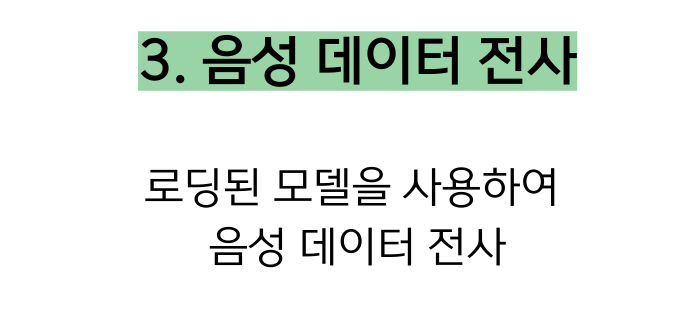 3. 음성 데이터 전사
로딩된 모델을 사용하여
음성 데이터 전사